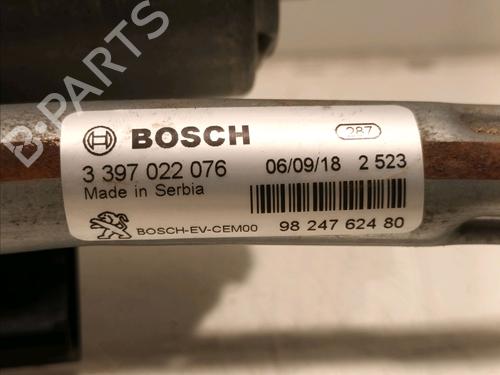 B-PARTS
BOSCH
287
3 397 022 076 06/09/18 2 523
Made in Serbia
BOSCH-EV-CEM00 98 247 624 80